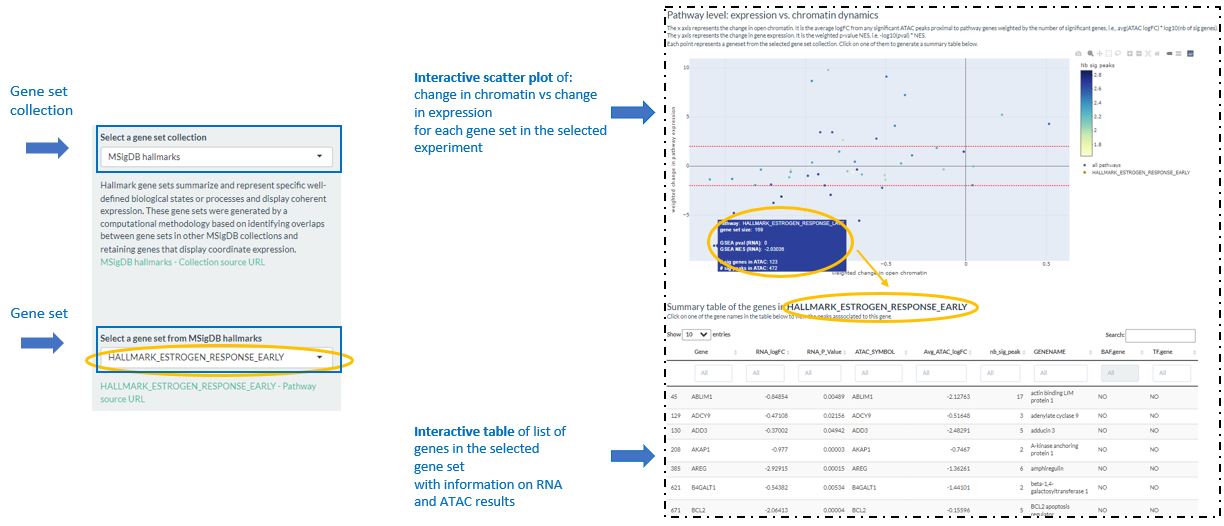 Gene set
collection
Select a gene set collection
MSigDB hallmarks
Hallmark gene sets summarize and represent specific well-
defined biological states or processes and display coherent
expression. These gene sets were generated by a
computational methodology based on identifying overlaps
between gene sets in other MSigDB collections and
retaining genes that display coordinate expression.
MSigDB hallmarks - Collection source URL
Gene set
Select a gene set from MSigDB hallmarks
HALLMARK_ESTROGEN_RESPONSE_EARLY
HALLMARK_ESTROGEN_RESPONSE_EARLY - Pathway
source URL
Interactive scatter plot of:
change in chromatin vs change
in expression
for each gene set in the selected
experiment
Interactive table of list of
genes in the selected
gene set
with information on RNA
and ATAC results
Pathway level: expression vs. chromatin dynamics
The x axis represents the change in open chromatin. It is the average logFC from any significant ATAC peaks proximal to pathway genes weighted by the number of significant genes, i.e., avg(ATAC logFC) * log10(nb of sig genes).
The y axis represents the change in gene expression. It is the weighted p-value NES, i.e. -log10(pval) * NES.
Each point represents a geneset from the selected gene set collection. Click on one of them to generate a summary table below.
Nb sig peaks
2.8
2.6
2.4
2.2
2
1.8
all pathways
HALLMARK_ESTROGEN_RESPONSE_EARLY
weighted change in pathway expression
10
5
0
−5
Pathway: HALLMARK_ESTROGEN_RESPONSE_EARLY
gene set size: 159
GSEA pval (RNA): 0
GSEA NES (RNA): -2.03036
# sig genes in ATAC: 123
# sig peaks in ATAC: 472
−0.5
0
0.5
weighted change in open chromatin
Summary table of the genes in HALLMARK_ESTROGEN_RESPONSE_EARLY
Click on one of the gene names in the table below to view the peaks associated to this gene.
Show 10 entries
Search:
Gene RNA_logFC RNA_P_Value ATAC_SYMBOL Avg_ATAC_logFC nb_sig_peak GENENAME BAF.gene TF.gene
All All All All All All All All All
45 ABLIM1 -0.84854 0.00489 ABLIM1 -2.12763 17 actin binding LIM protein 1 NO NO
129 ADCY9 -0.47108 0.02156 ADCY9 -0.51648 3 adenylate cyclase 9 NO NO
130 ADD3 -0.37002 0.04942 ADD3 -2.48291 5 adducin 3 NO NO
208 AKAP1 -0.977 0.00003 AKAP1 -0.7467 2 A-kinase anchoring protein 1 NO NO
385 AREG -2.92915 0.00015 AREG -1.36261 6 amphiregulin NO NO
621 B4GALT1 -0.54382 0.00534 B4GALT1 -1.44101 2 beta-1,4-galactosyltransferase 1 NO NO
671 BCL2 -2.06413 0.00004 BCL2 -0.15596 5 BCL2 apoptosis regulator NO NO